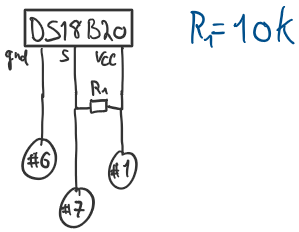 DS18B20
R1=10k
gnd S VCC
R1
#6
#1
#7